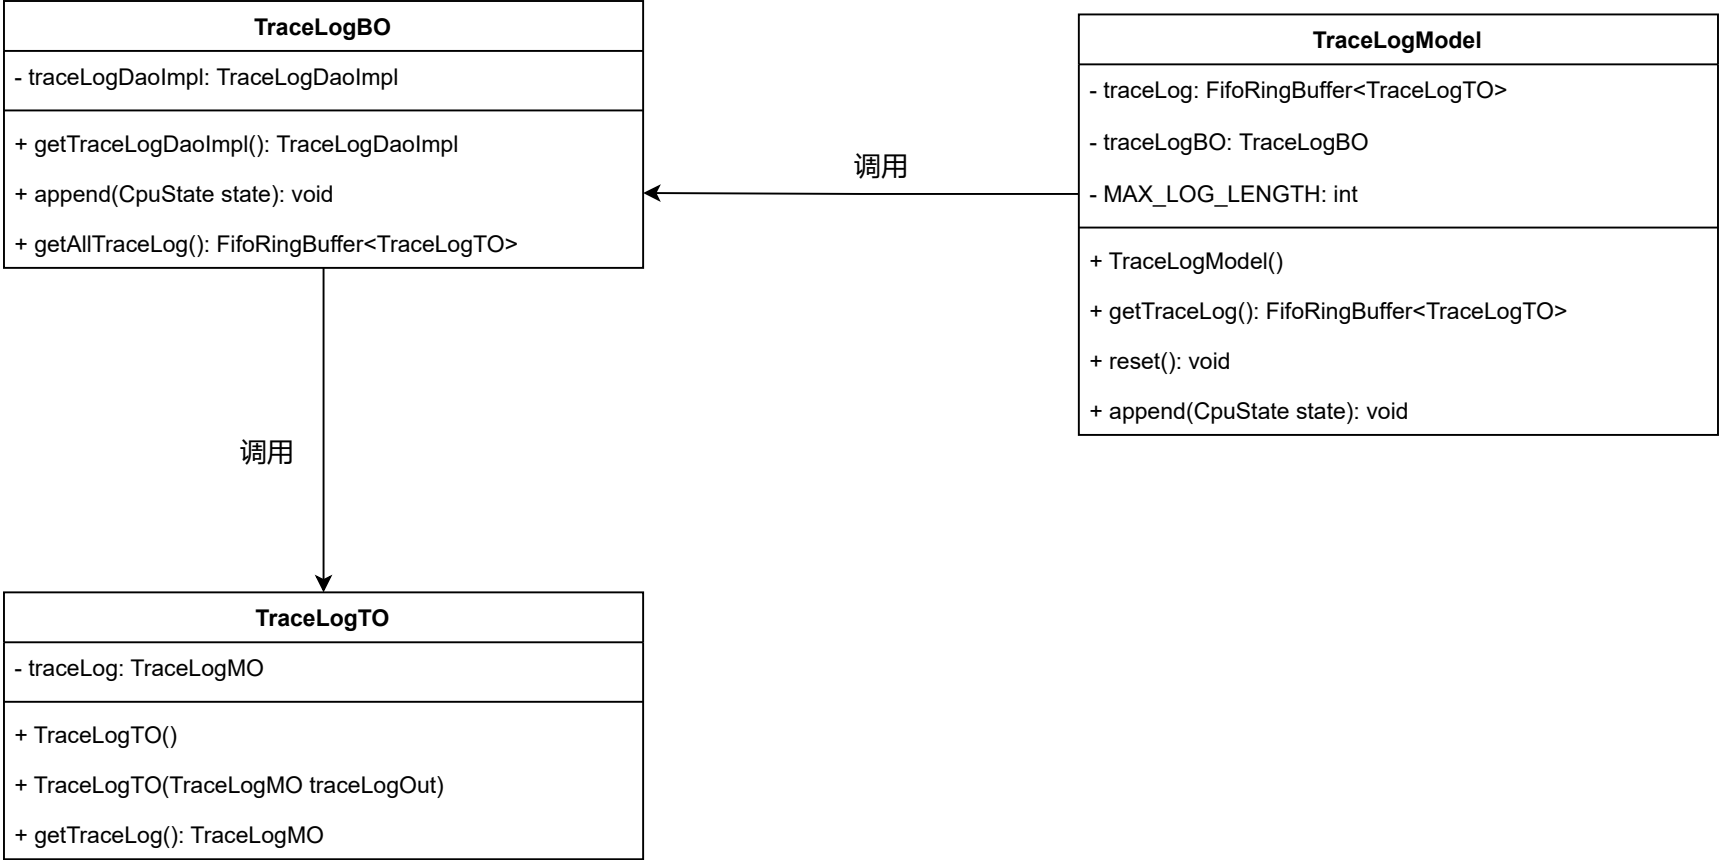 TraceLogBO
- traceLogDaoImpl: TraceLogDaoImpl
+ getTraceLogDaoImpl(): TraceLogDaoImpl
+ append(CpuState state): void
+ getAllTraceLog(): FifoRingBuffer<TraceLogTO>
调用
TraceLogModel
- traceLog: FifoRingBuffer<TraceLogTO>
- traceLogBO: TraceLogBO
- MAX_LOG_LENGTH: int
+ TraceLogModel()
+ getTraceLog(): FifoRingBuffer<TraceLogTO>
+ reset(): void
+ append(CpuState state): void
调用
TraceLogTO
- traceLog: TraceLogMO
+ TraceLogTO()
+ TraceLogTO(TraceLogMO traceLogOut)
+ getTraceLog(): TraceLogMO